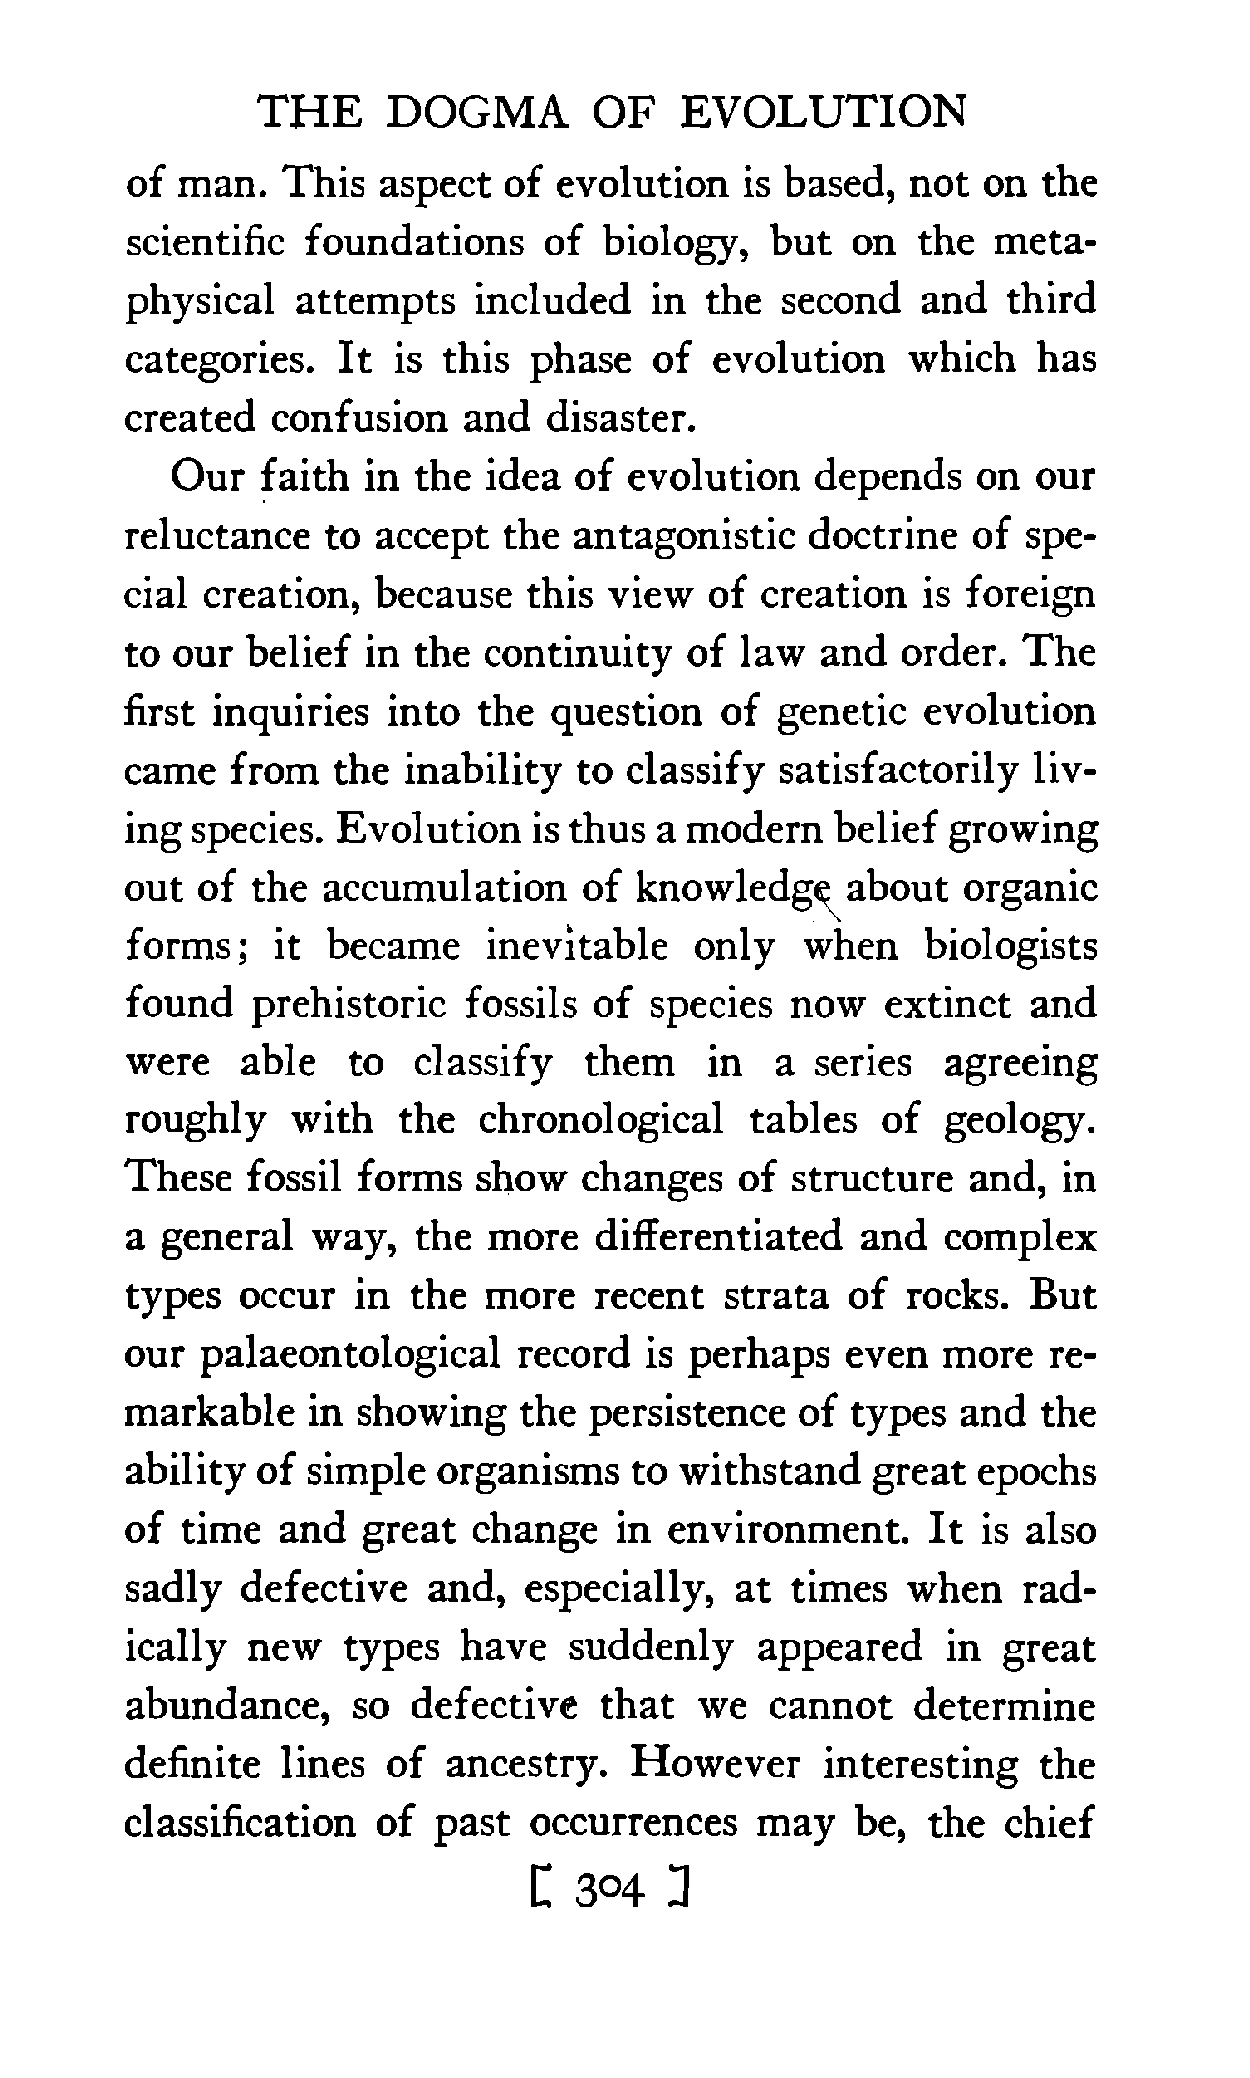 THE DOGMA OF EVOLUTION
of man. This aspect of evolution is based, not on the
scientific foundations of biology, but on the meta-
physical attempts included in the second and third
categories. It is this phase of evolution which has
created confusion and disaster.
Our faith in the idea of evolution depends on our
reluctance to accept the antagonistic doctrine of spe-
cial creation, because this view of creation is foreign
to our belief in the continuity of law and order. The
first inquiries into the question of genetic evolution
came from the inability to classify satisfactorily liv-
ing species. Evolution is thus a modern belief growing
out of the accumulation of knowledge about organic
forms; it became inevitable only when biologists
found prehistoric fossils of species now extinct and
were able to classify them in a series agreeing
roughly with the chronological tables of geology.
These fossil forms show changes of structure and, in
a general way, the more differentiated and complex
types occur in the more recent strata of rocks. But
our palaeontological record is perhaps even more re-
markable in showing the persistence of types and the
ability of simple organisms to withstand great epochs
of time and great change in environment. It is also
sadly defective and, especially, at times when rad-
ically new types have suddenly appeared in great
abundance, so defective that we cannot determine
definite lines of ancestry. However interesting the
classification of past occurrences may be, the chief
[ 304 ]